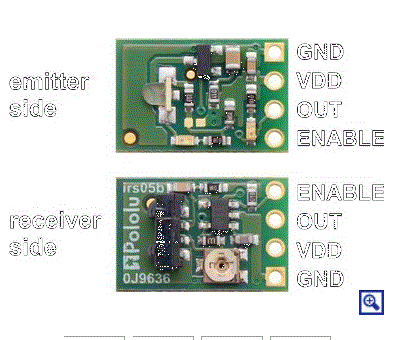 GND
VDD
OUT
ENABLE
emitter
side
irs05b
Pololu
0J9636
ENABLE
OUT
VDD
GND
receiver
side